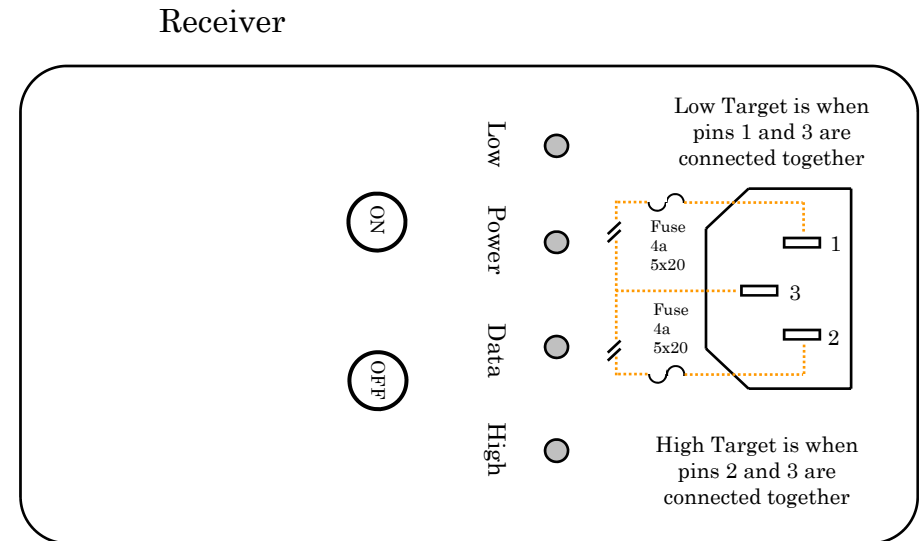 Receiver
Low Target is when
pins 1 and 3 are
connected together
Low
ON
Power
Fuse
4a
5x20
1
3
Fuse
4a
5x20
2
Data
OFF
High
High Target is when
pins 2 and 3 are
connected together